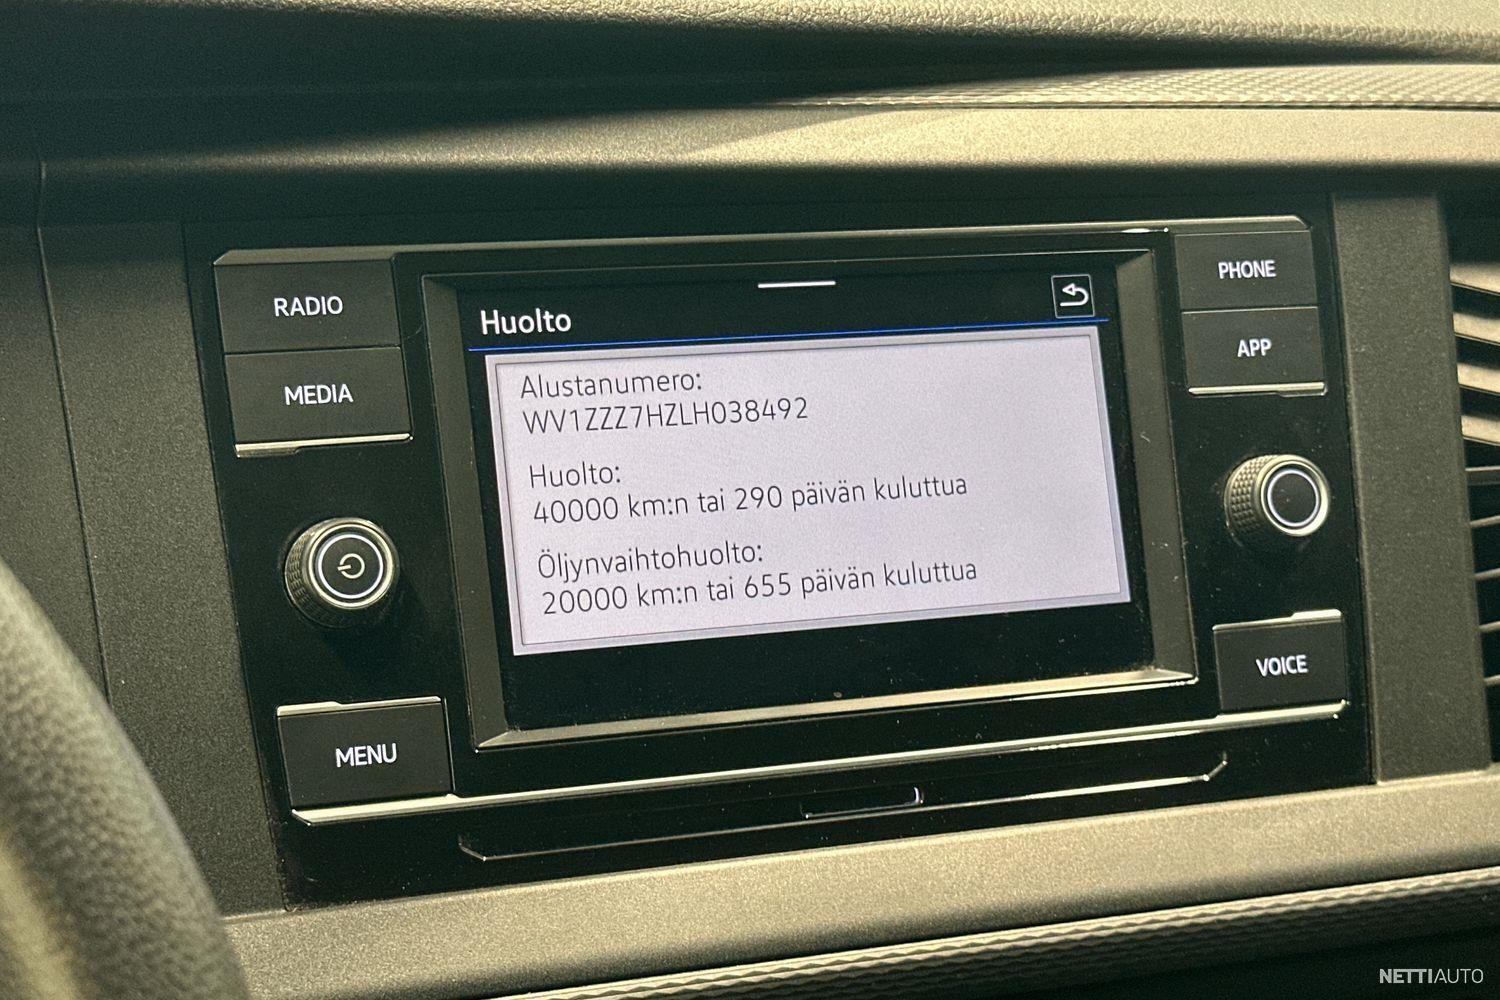 RADIO
MEDIA
MENU
Huolto
Alustanumero:
WV1ZZZ7HZLH038492
Huolto:
40000 km:n tai 290 päivän kuluttua
Öljynvaihtohuolto:
20000 km:n tai 655 päivän kuluttua
PHONE
APP
VOICE
NETTIAUTO